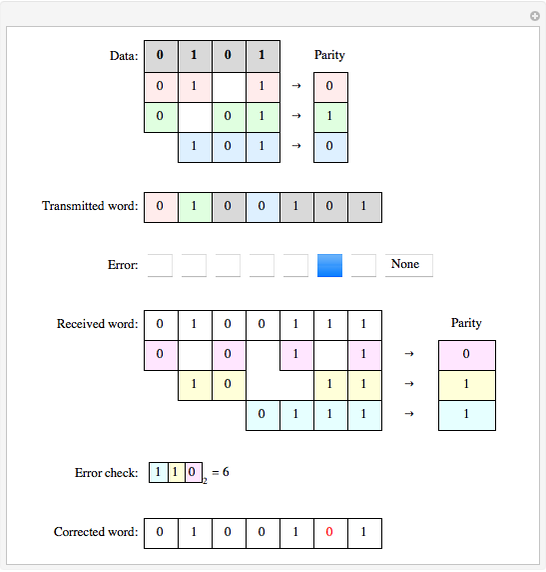 Data: 0 1 0 1 Parity
0 1 1 → 0
0 0 1 → 1
1 0 1 → 0
Transmitted word: 0 1 0 0 1 0 1
Error: None
Received word: 0 1 0 0 1 1 1 Parity
0 0 1 1 → 0
1 0 1 1 → 1
0 1 1 1 → 1
Error check: 1 1 0 2 = 6
Corrected word: 0 1 0 0 1 0 1